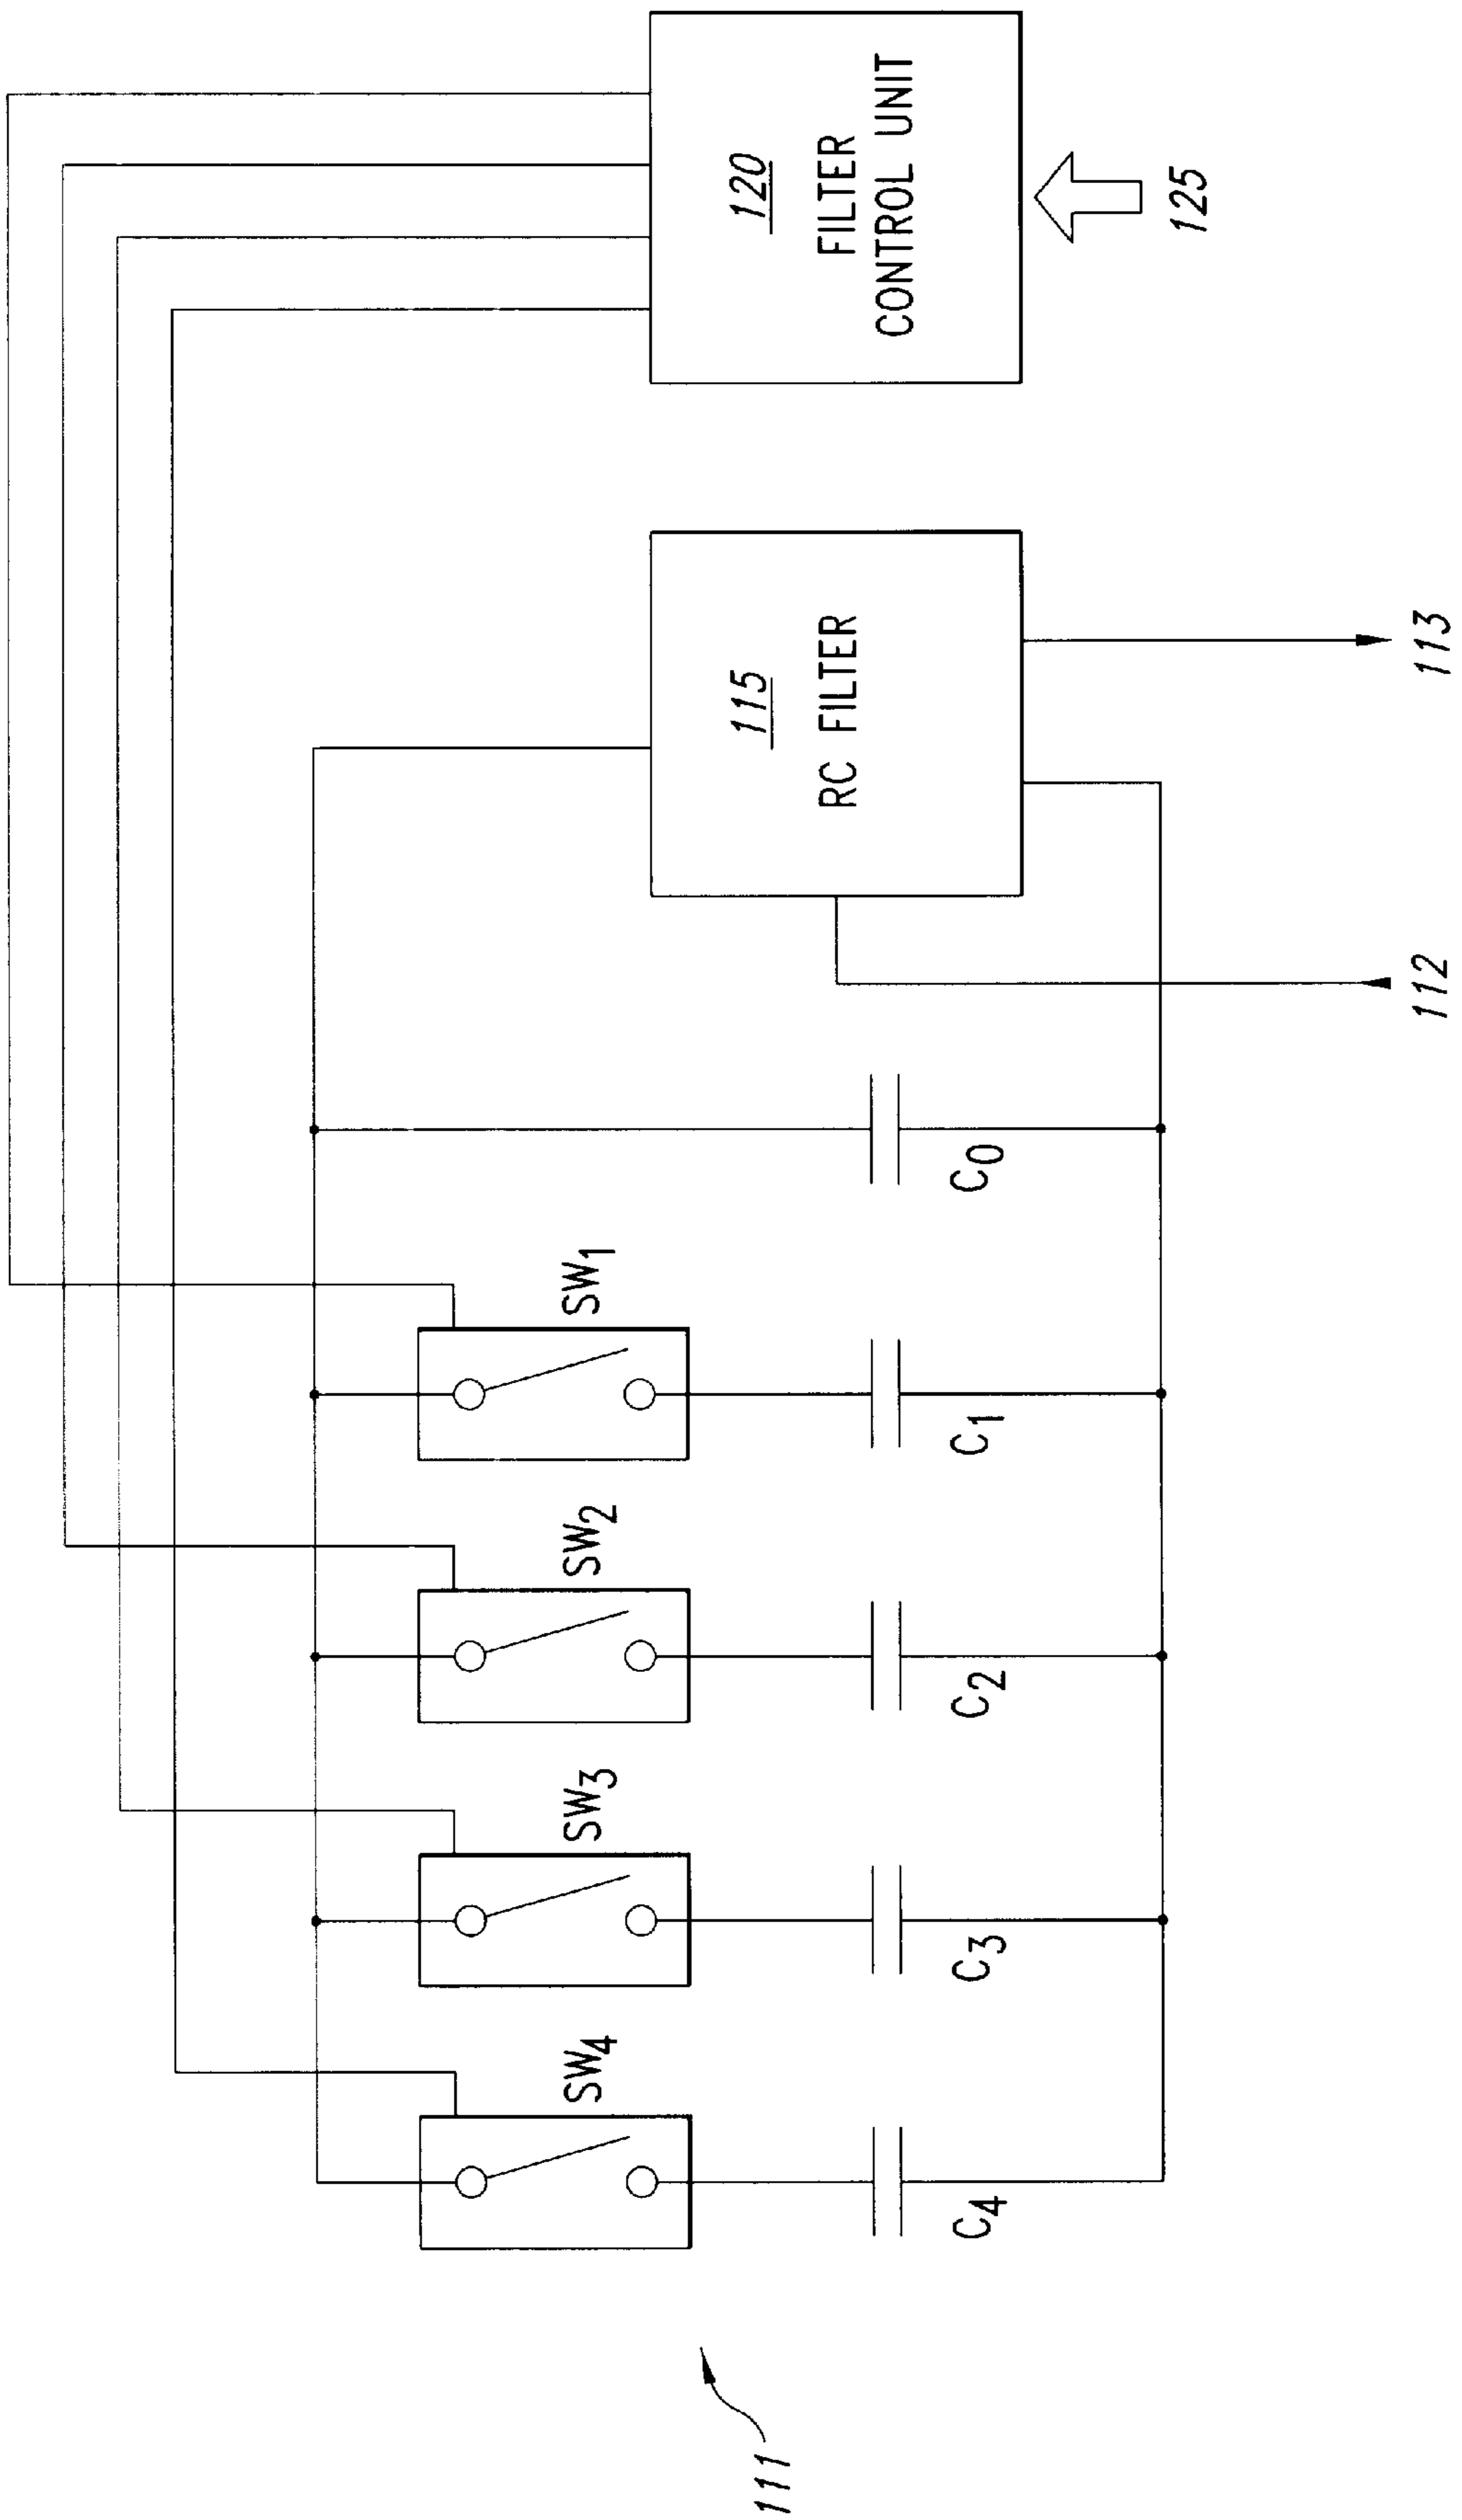 111
SW4
SW3
SW2
SW1
C4
C3
C2
C1
C0
115
RC FILTER
120
FILTER
CONTROL UNIT
125
112
113